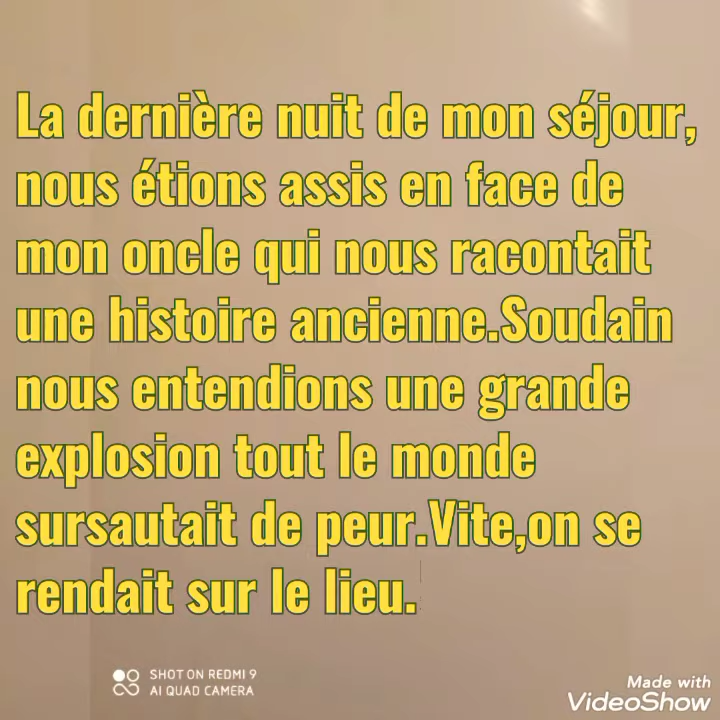 La dernière nuit de mon séjour,
nous étions assis en face de
mon oncle qui nous racontait
une histoire ancienne.Soudain
nous entendions une grande
explosion tout le monde
sursautait de peur.Vite,on se
rendait sur le lieu.
SHOT ON REDMI 9
AI QUAD CAMERA
Made with
VideoShow